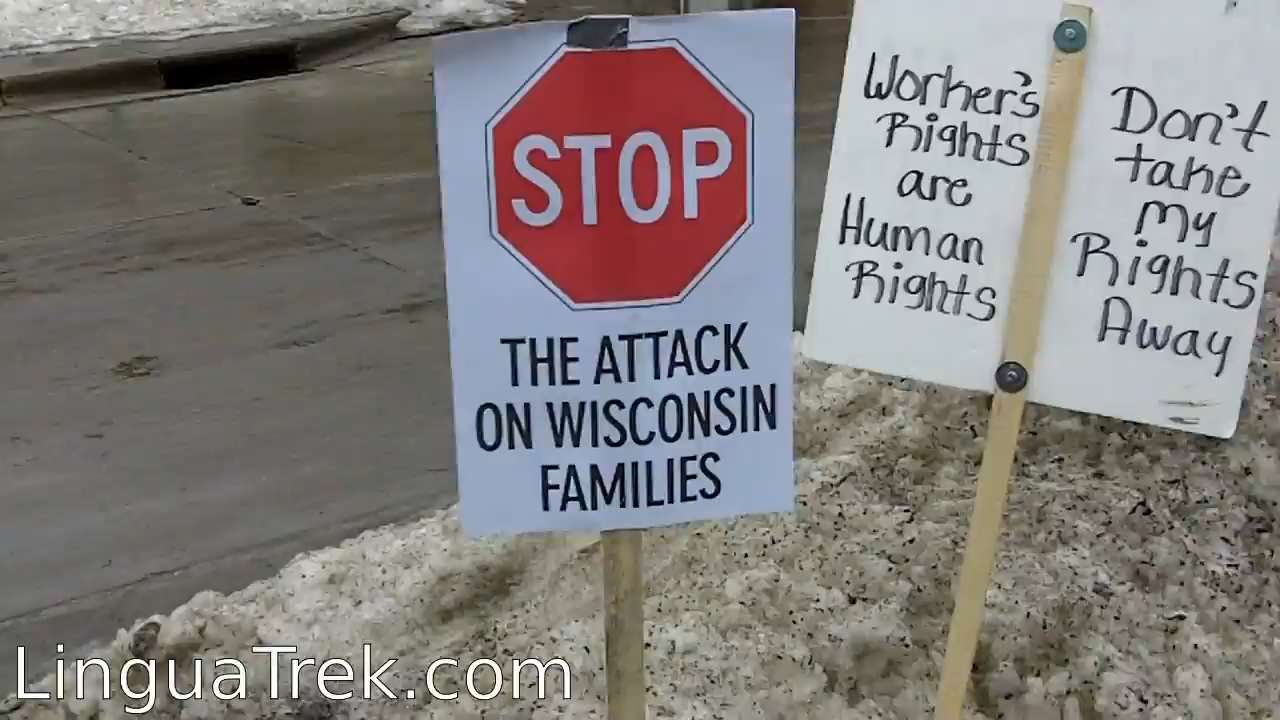 STOP
THE ATTACK
ON WISCONSIN
FAMILIES
Worker's
Rights
are
Human
Rights
Don't
take
my
Rights
Away
LinguaTrek.com